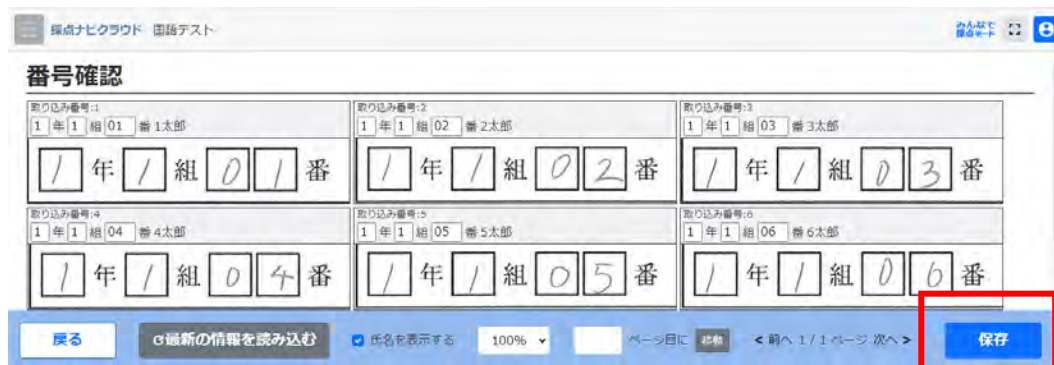 採点ナビクラウド 国語テスト
みんなで
採点モード
番号確認
取り込み番号:1
1 年 1 組 01 番 1太郎
1 年 1 組 0 1 番
取り込み番号:2
1 年 1 組 02 番 2太郎
1 年 1 組 0 2 番
取り込み番号:3
1 年 1 組 03 番 3太郎
1 年 1 組 0 3 番
取り込み番号:4
1 年 1 組 04 番 4太郎
1 年 1 組 0 4 番
取り込み番号:5
1 年 1 組 05 番 5太郎
1 年 1 組 0 5 番
取り込み番号:6
1 年 1 組 06 番 6太郎
1 年 1 組 0 6 番
戻る 最新の情報を読み込む 氏名を表示する 100% ページ目に 移動 < 前へ 1 / 1 ページ 次へ > 保存